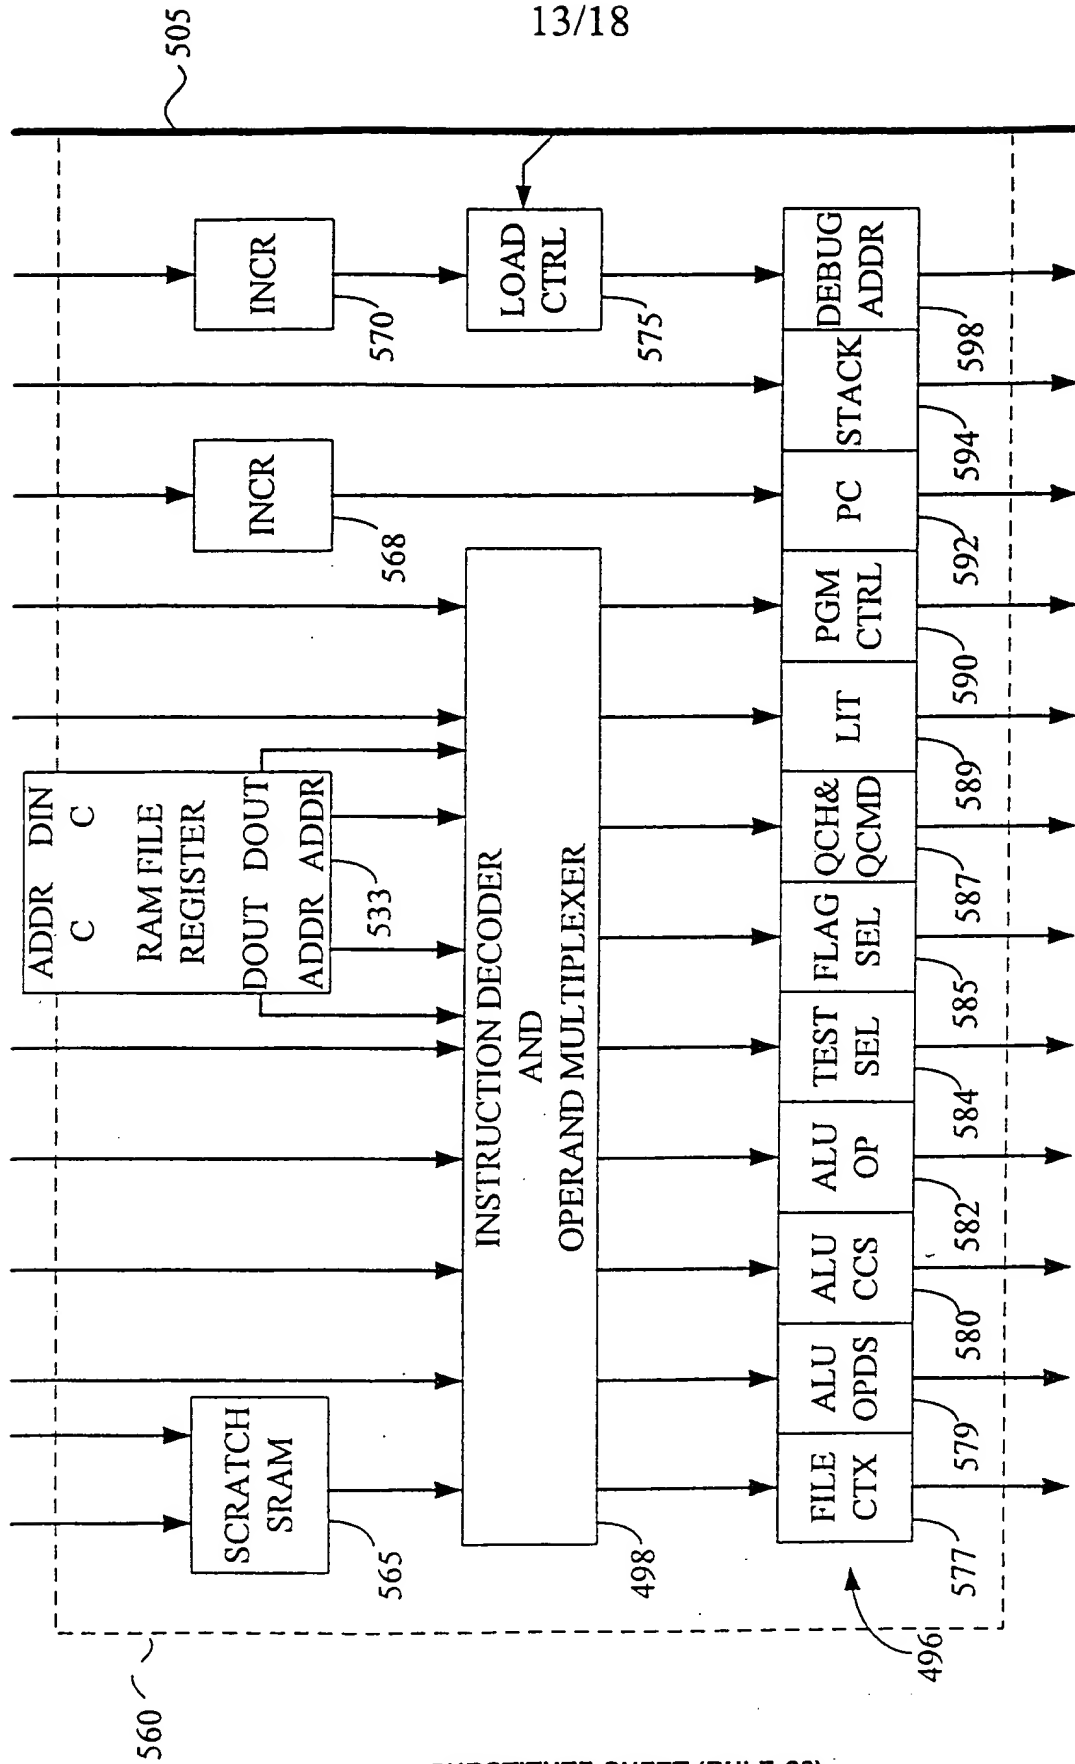 13/18
505
560
ADDR DIN
C C
RAM FILE
REGISTER
DOUT DOUT
ADDR ADDR
533
SCRATCH
SRAM
565
INCR
568
INCR
570
LOAD
CTRL
575
INSTRUCTION DECODER
AND
OPERAND MULTIPLEXER
498
FILE
CTX
577
ALU
OPDS
579
ALU
CCS
580
ALU
OP
582
TEST
SEL
584
FLAG
SEL
585
QCH&
QCMD
587
LIT
589
PGM
CTRL
590
PC
592
STACK
594
DEBUG
ADDR
598
496